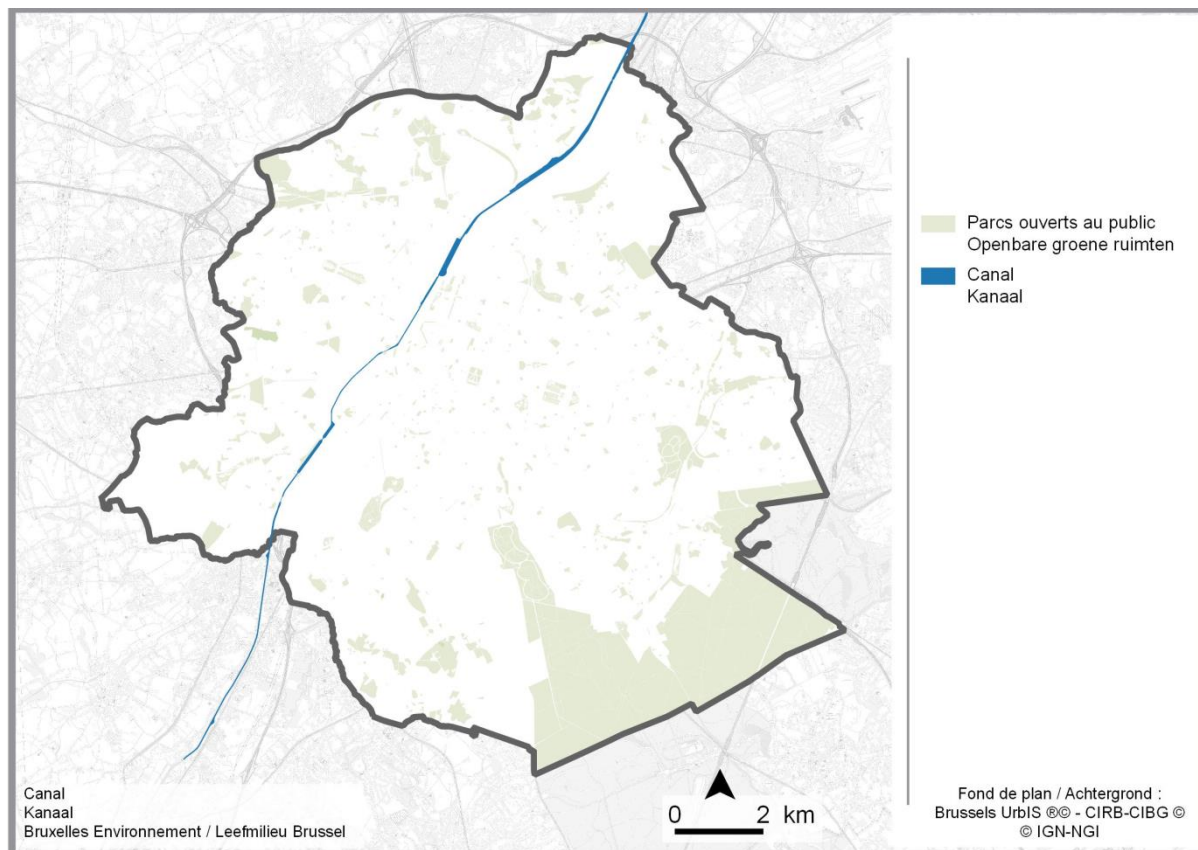 Parcs ouverts au public
Openbare groene ruimten
Canal
Kanaal
Canal
Kanaal
Bruxelles Environnement / Leefmilieu Brussel
0 2 km
Fond de plan / Achtergrond :
Brussels UrbIS ®© - CIRB-CIBG ©
© IGN-NGI